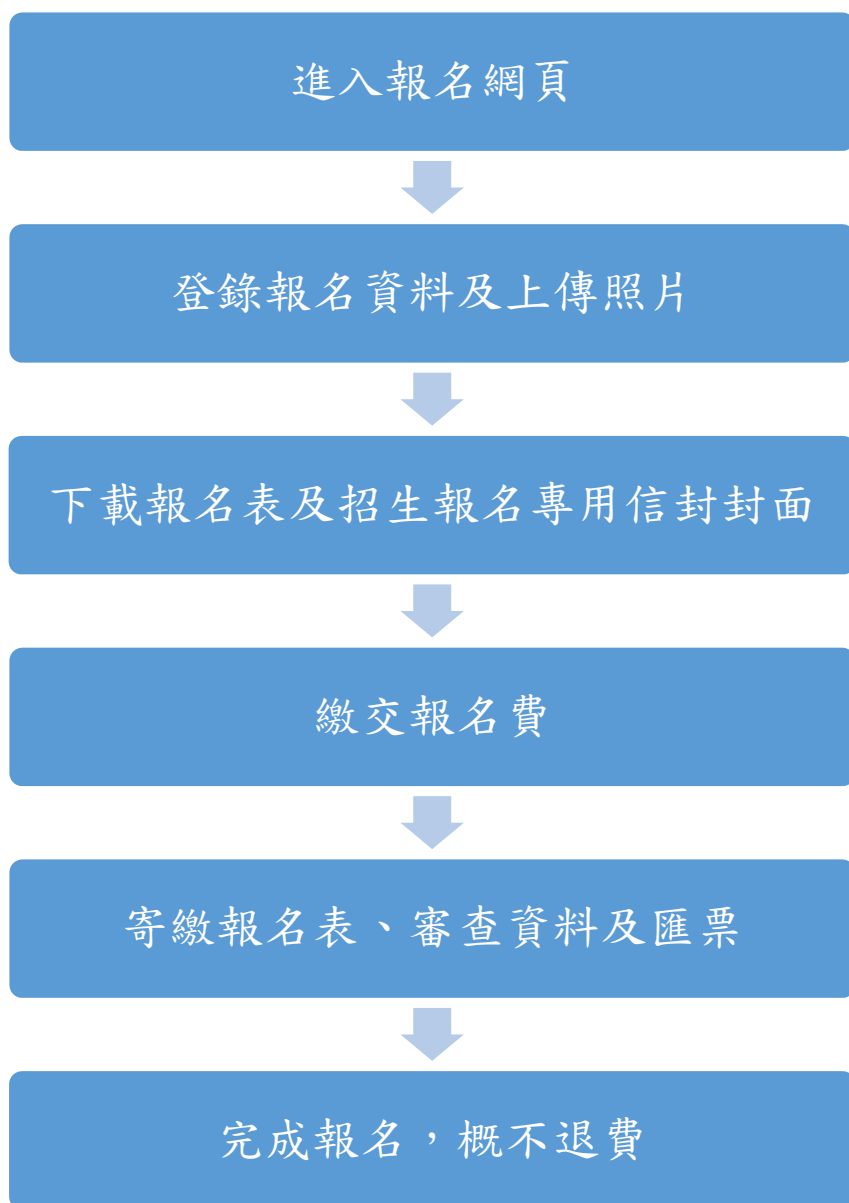 進入報名網頁
登錄報名資料及上傳照片
下載報名表及招生報名專用信封封面
繳交報名費
寄繳報名表、審查資料及匯票
完成報名，概不退費